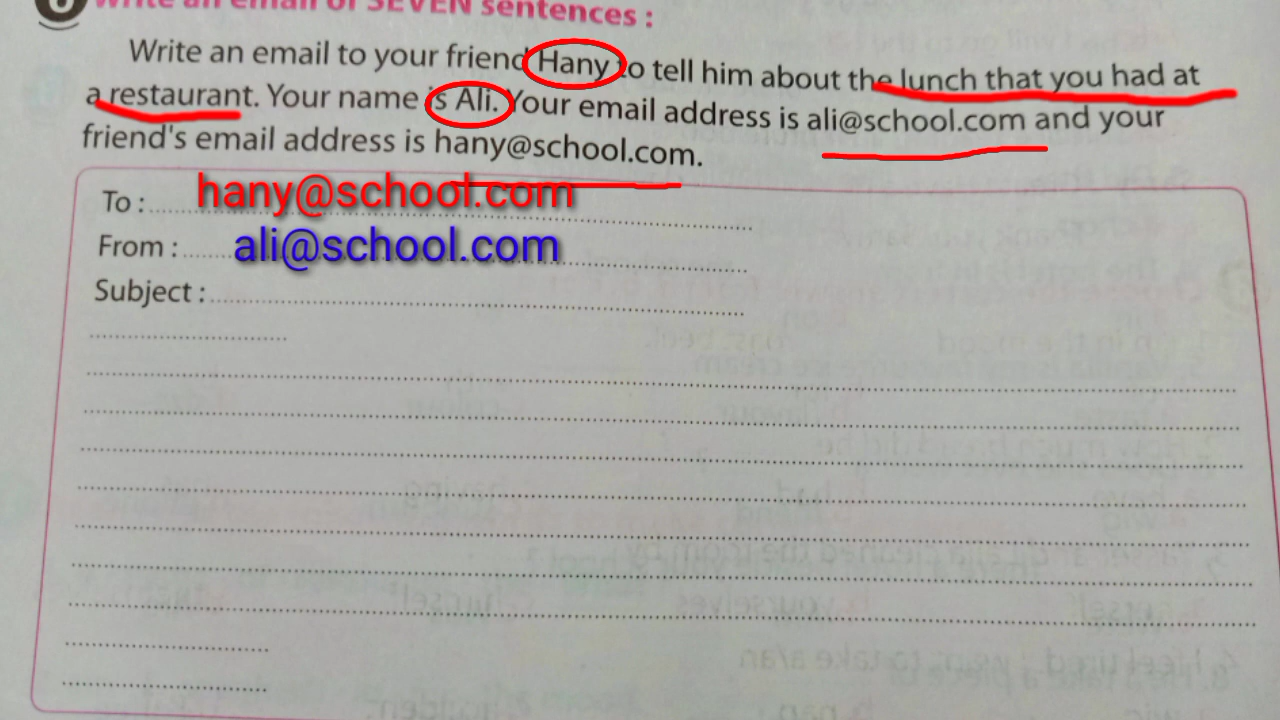 6 Write an email of SEVEN sentences :
Write an email to your friend Hany to tell him about the lunch that you had at
a restaurant. Your name is Ali. Your email address is ali@school.com and your
friend's email address is hany@school.com.
To : hany@school.com
From : ali@school.com
Subject :